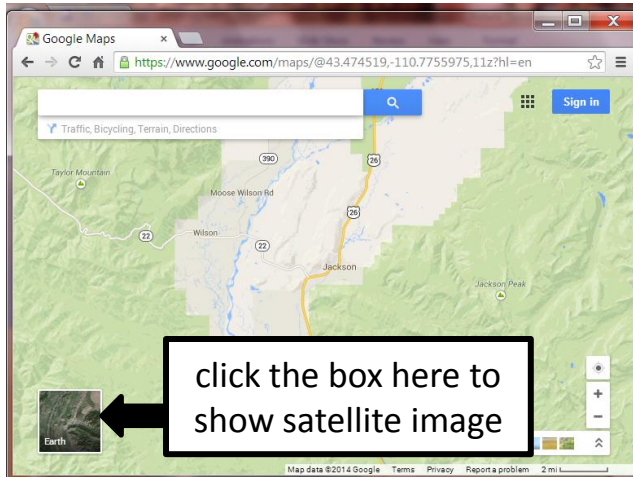 Google Maps
https://www.google.com/maps/@43.474519,-110.7755975,11z?hl=en
Sign in
Traffic, Bicycling, Terrain, Directions
390
26
Taylor Mountain
Moose Wilson Rd
26
22
Wilson
22
Jackson
Jackson Peak
click the box here to
show satellite image
Earth
Map data ©2014 Google Terms Privacy Report a problem 2 mi